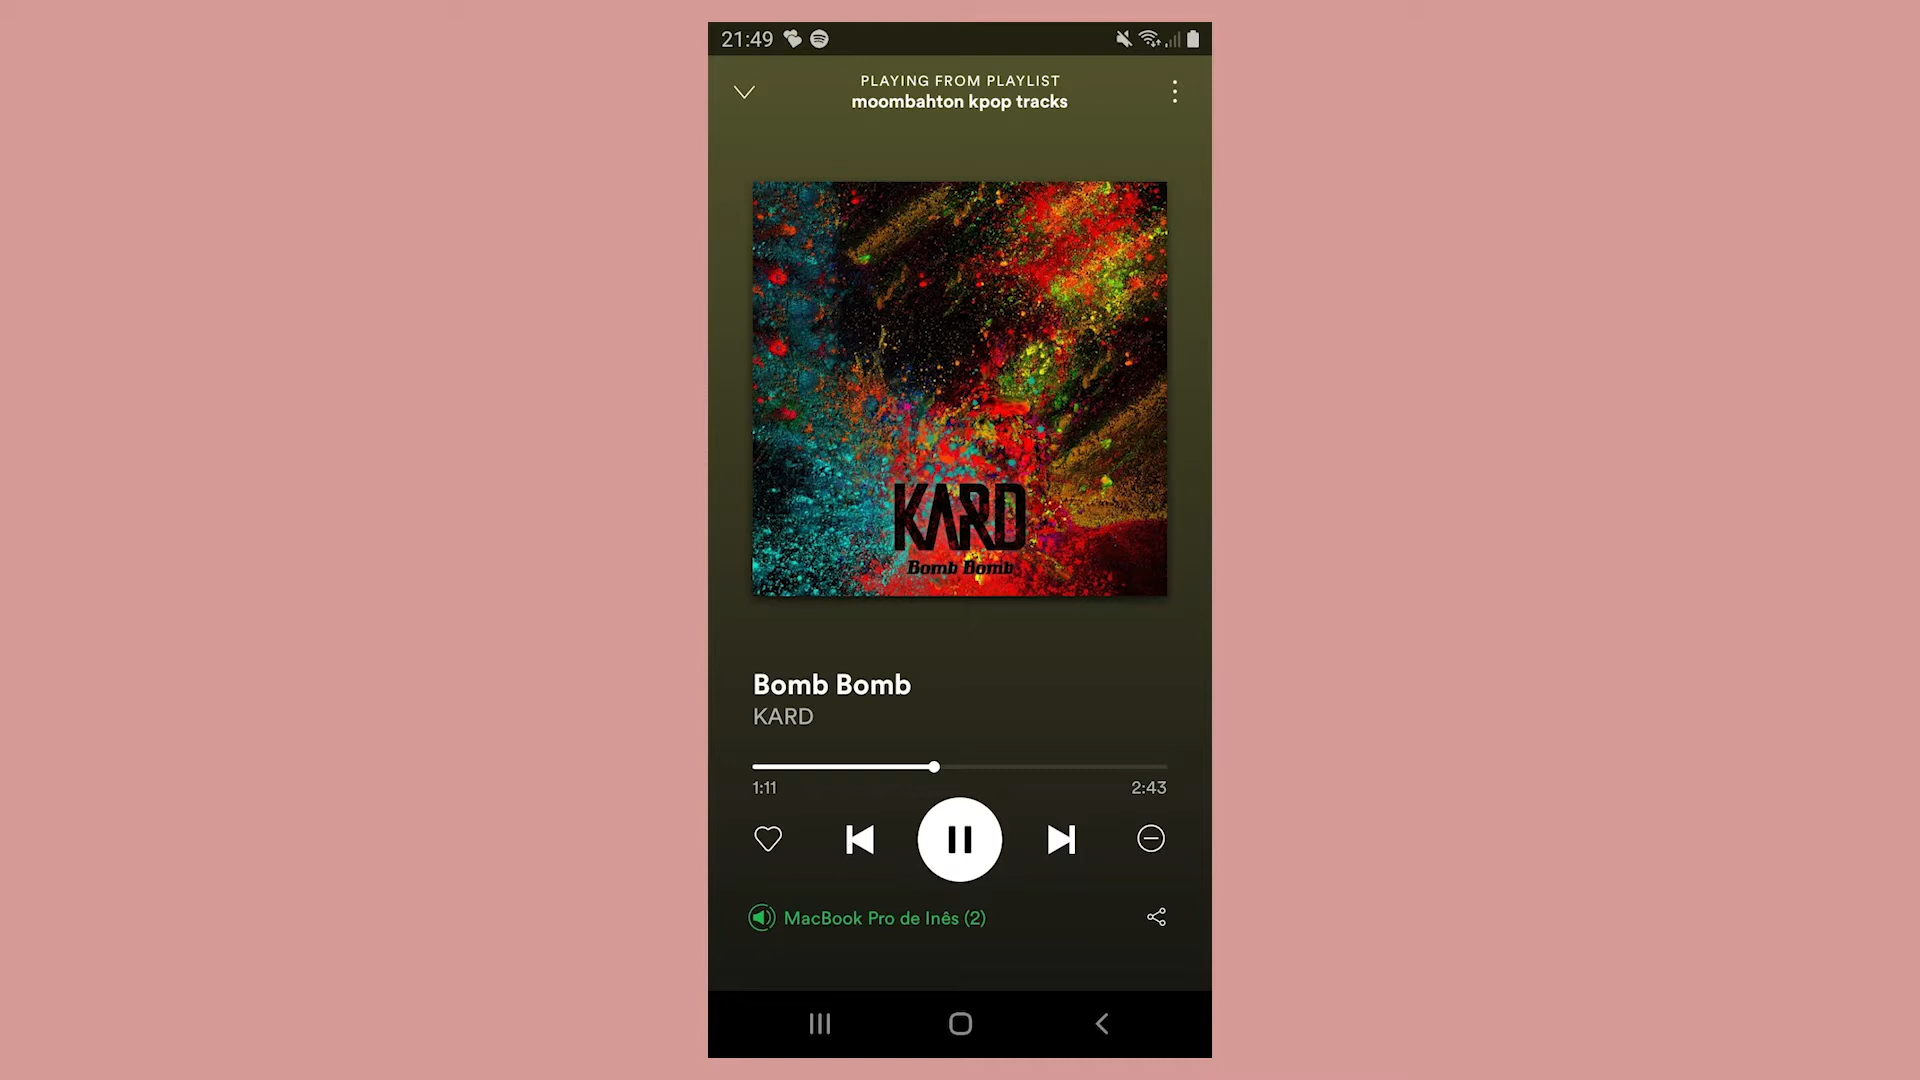 21:49
PLAYING FROM PLAYLIST
moombahton kpop tracks
KARD
Bomb Bomb
Bomb Bomb
KARD
1:11 2:43
MacBook Pro de Inês (2)